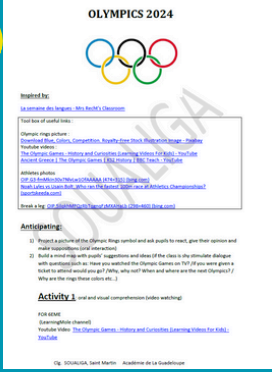 OLYMPICS 2024
Inspired by:
La semaine des langues - Mrs Recht's Classroom
Tool box of useful links
Olympic rings picture :
Download Blue, Colors, Competition. Royalty-Free Stock Illustration Image - Pixabay
Youtube videos :
The Olympic Games - History and Curiosities (Learning Videos For Kids) - YouTube
Ancient Greece | The Olympic Games | KS2 History | BBC Teach - YouTube
Athletes photos
Noah Lyles vs Usain Bolt: Who ran the fastest 100m race at Athletics Championships?
(sportskeeda.com)
Break a leg:
Anticipating:
1) Project a picture of the Olympic Rings symbol and ask pupils to react, give their opinion and
make suppositions (oral interaction)
2) Build a mind map with pupils' suggestions and ideas (if the class is shy stimulate dialogue
with questions such as: Have you watched the Olympic Games on TV? /if you were given a
ticket to attend would you go? /Why, why not? When and where are the next Olympics? /
Why are the rings these colors etc..)
Activity 1 oral and visual comprehension (video watching)
FOR 6EME
(LearningMole channel)
Youtube Video: The Olympic Games - History and Curiosities (Learning Videos For Kids) -
YouTube
Clg. SOUALIGA, Saint Martin Académie de La Guadeloupe
SOUALIGA